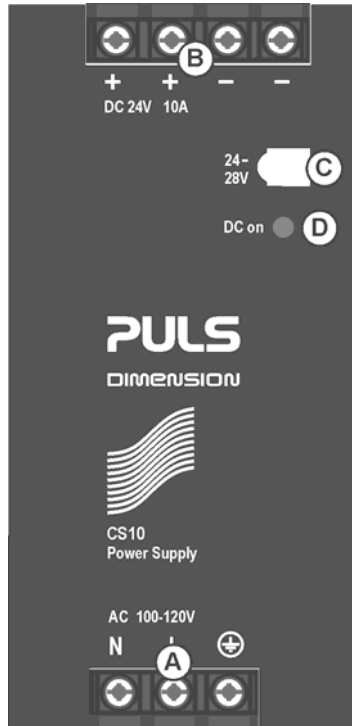 B
+ + − −
DC 24V 10A
24–
28V
C
DC on
D
PULS
DIMENSION
CS10
Power Supply
AC 100-120V
N
A